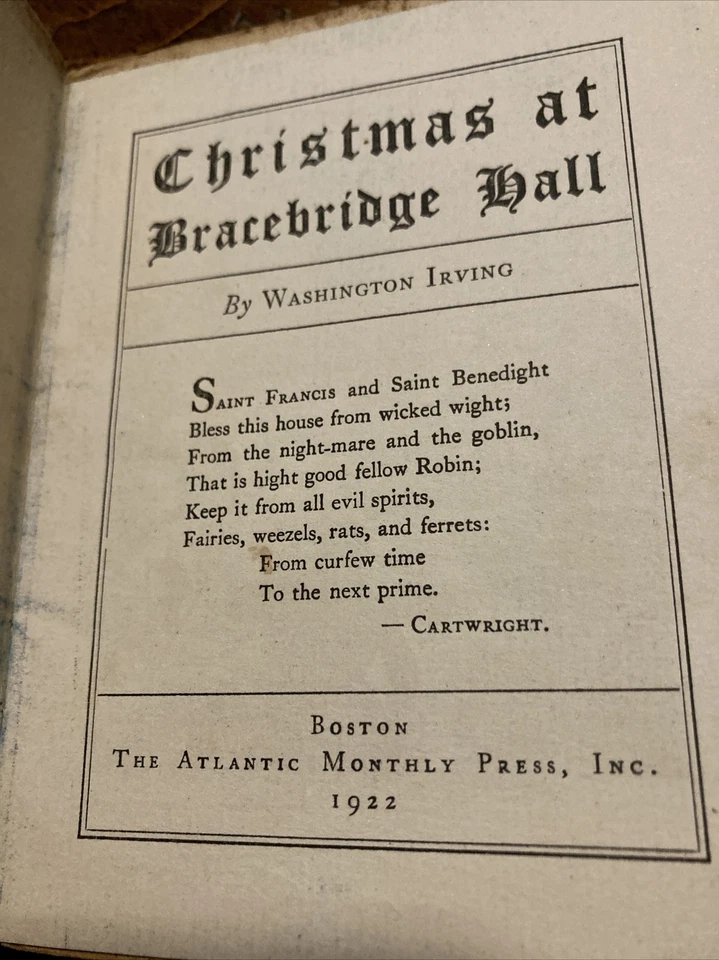 Christmas at
Bracebridge Hall
By WASHINGTON IRVING
SAINT FRANCIS and Saint Benedight
Bless this house from wicked wight;
From the night-mare and the goblin,
That is hight good fellow Robin;
Keep it from all evil spirits,
Fairies, weezels, rats, and ferrets:
From curfew time
To the next prime.
— CARTWRIGHT.
BOSTON
THE ATLANTIC MONTHLY PRESS, INC.
1922